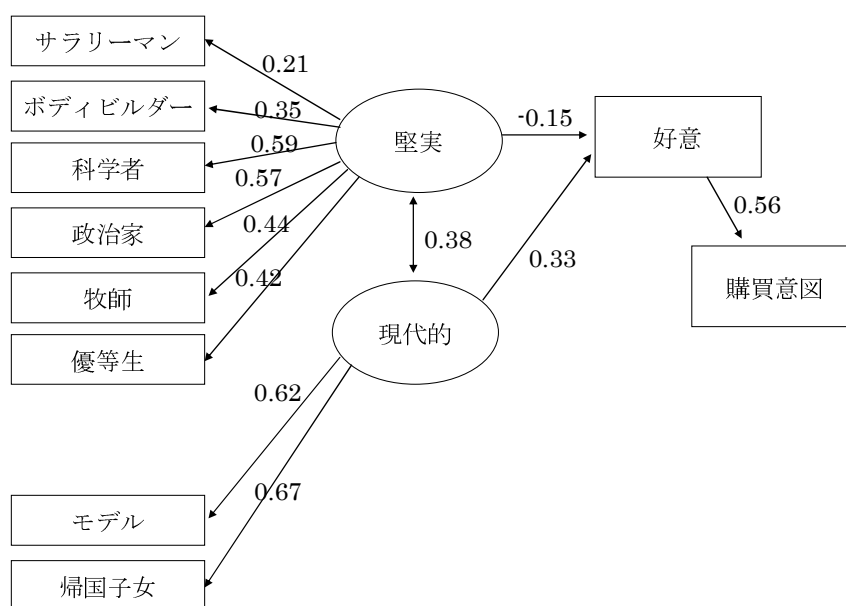 サラリーマン
0.21
ボディビルダー
0.35
堅実
-0.15
好意
0.59
科学者
0.57
0.56
政治家
0.44
0.38
0.33
牧師
0.42
購買意図
優等生
現代的
0.62
0.67
モデル
帰国子女